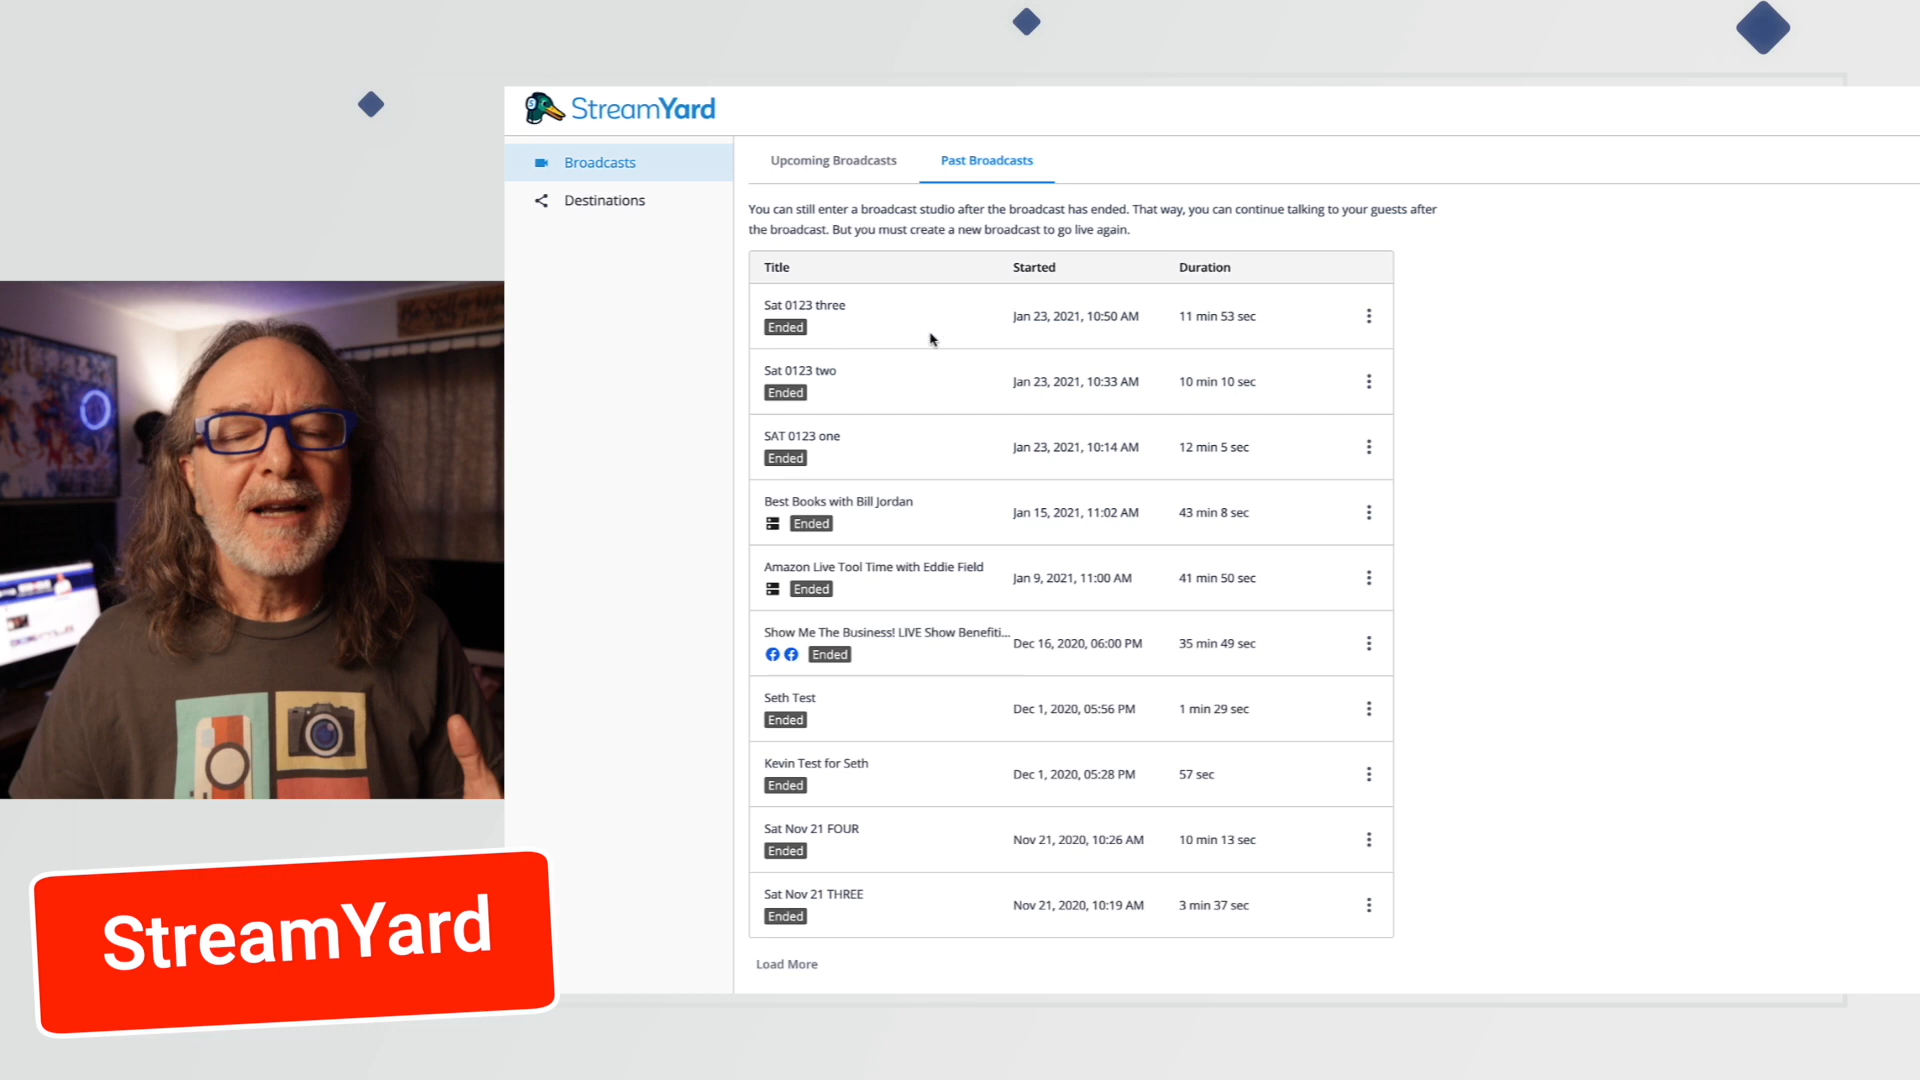 StreamYard
Broadcasts
Destinations
Upcoming Broadcasts
Past Broadcasts
You can still enter a broadcast studio after the broadcast has ended. That way, you can continue talking to your guests after
the broadcast. But you must create a new broadcast to go live again.
Title Started Duration
Sat 0123 three
Ended
Jan 23, 2021, 10:50 AM
11 min 53 sec
Sat 0123 two
Ended
Jan 23, 2021, 10:33 AM
10 min 10 sec
SAT 0123 one
Ended
Jan 23, 2021, 10:14 AM
12 min 5 sec
Best Books with Bill Jordan
Ended
Jan 15, 2021, 11:02 AM
43 min 8 sec
Amazon Live Tool Time with Eddie Field
Ended
Jan 9, 2021, 11:00 AM
41 min 50 sec
Show Me The Business! LIVE Show Benefiti...
Ended
Dec 16, 2020, 06:00 PM
35 min 49 sec
Seth Test
Ended
Dec 1, 2020, 05:56 PM
1 min 29 sec
Kevin Test for Seth
Ended
Dec 1, 2020, 05:28 PM
57 sec
Sat Nov 21 FOUR
Ended
Nov 21, 2020, 10:26 AM
10 min 13 sec
Sat Nov 21 THREE
Ended
Nov 21, 2020, 10:19 AM
3 min 37 sec
Load More
StreamYard